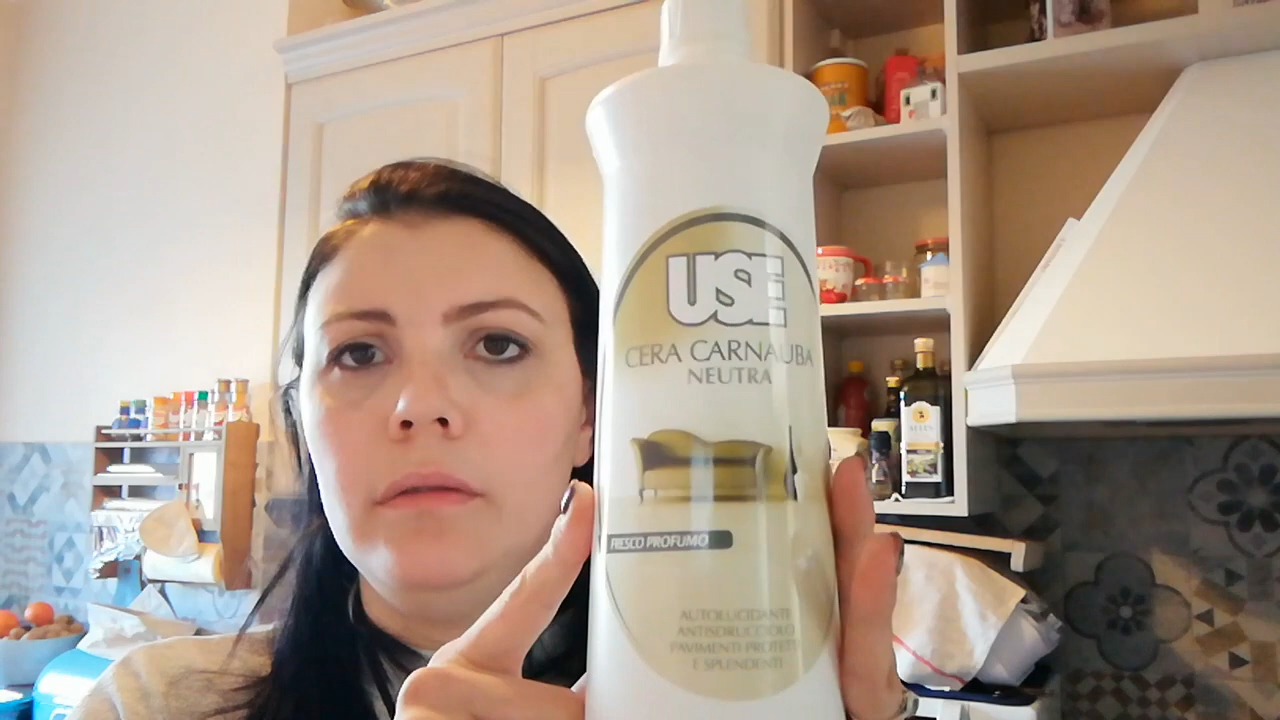 USE
CERA CARNAUBA
NEUTRA
FRESCO PROFUMO
AUTOLUCIDANTE
ANTISDRUCCIOLO
PAVIMENTI PROTETTI
E SPLENDENTI